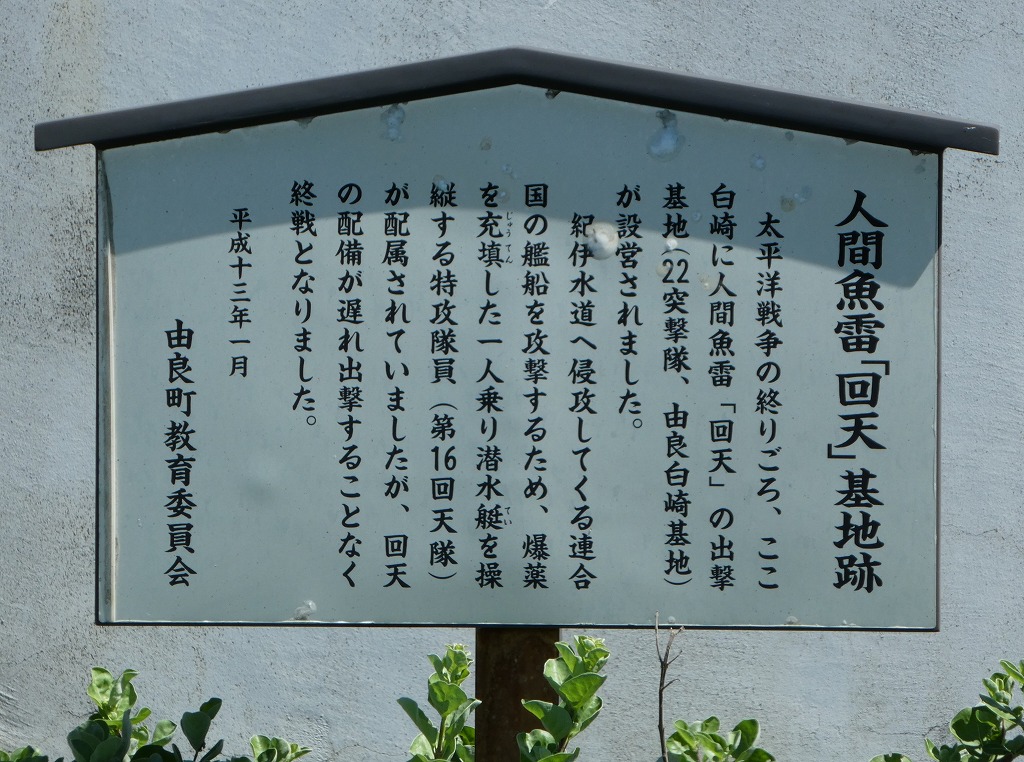 人間魚雷「回天」基地跡
太平洋戦争の終りごろ、ここ
白崎に人間魚雷「回天」の出撃
基地(22突撃隊、由良白崎基地)
が設営されました。
紀伊水道へ侵攻してくる連合
国の艦船を攻撃するため、爆薬
を充填じゅうてんした一人乗り潜水艇ていを操
縦する特攻隊員(第16回天隊)
が配属されていましたが、回天
の配備が遅れ出撃することなく
終戦となりました。
平成十三年一月
由良町教育委員会